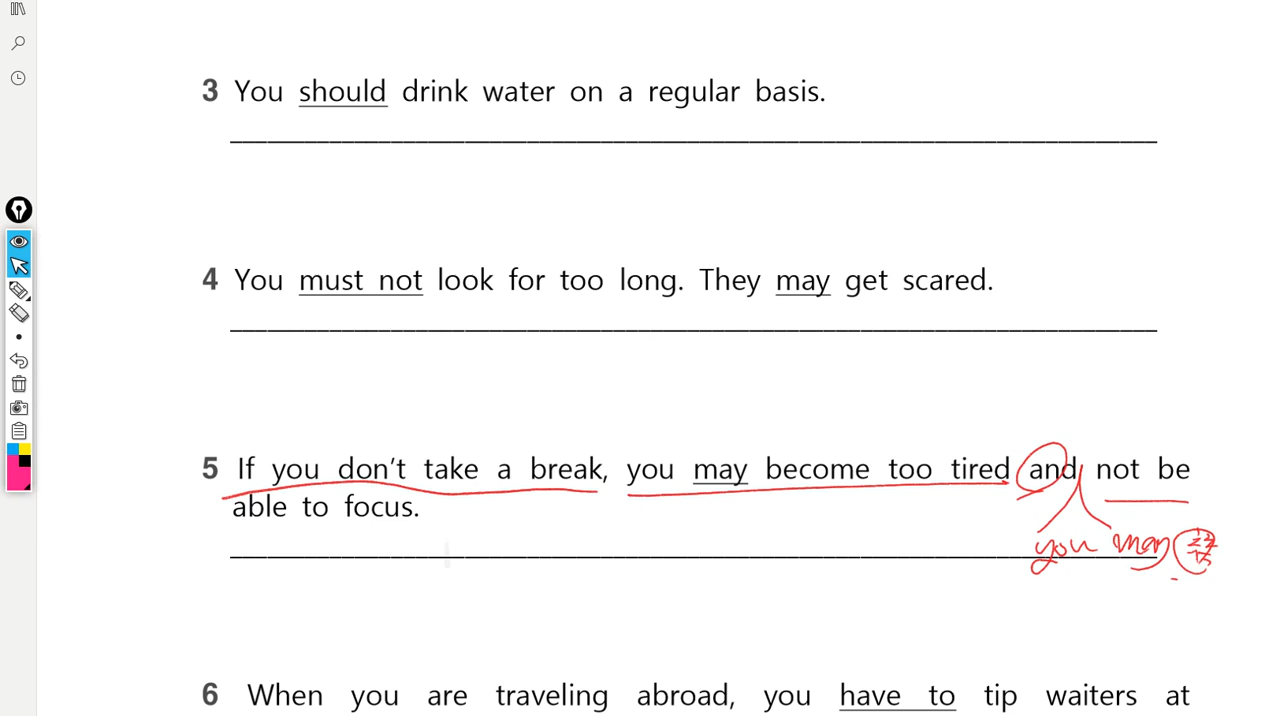 3 You should drink water on a regular basis.
4 You must not look for too long. They may get scared.
5 If you don't take a break, you may become too tired and not be
able to focus.
you may
6 When you are traveling abroad, you have to tip waiters at